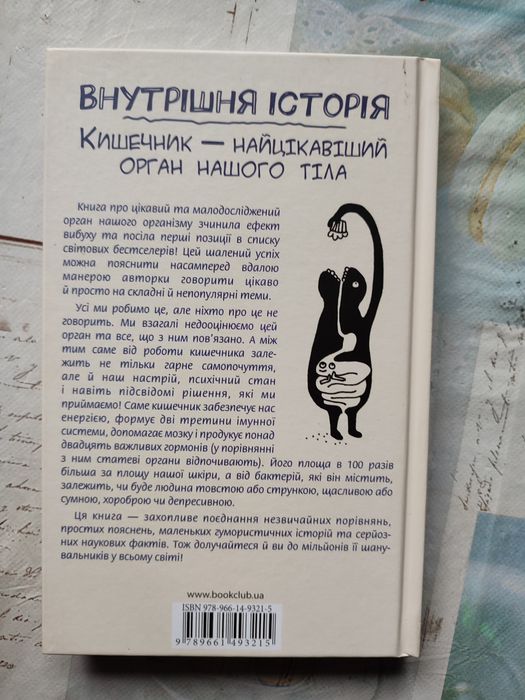 ВНУТРІШНЯ ІСТОРІЯ
КИШЕЧНИК — НАЙЦІКАВІШИЙ
ОРГАН НАШОГО ТІЛА
Книга про цікавий та малодосліджений
орган нашого організму зчинила ефект
вибуху та посіла перші позиції в списку
світових бестселерів! Цей шалений успіх
можна пояснити насамперед вдалою
манерою авторки говорити цікаво
й просто на складні й непопулярні теми.
Усі ми робимо це, але ніхто про це не
говорить. Ми взагалі недооцінюємо цей
орган та все, що з ним пов'язано. А між
тим саме від роботи кишечника зале-
жить не тільки гарне самопочуття,
але й наш настрій, психічний стан
і навіть підсвідомі рішення, які ми
приймаємо! Саме кишечник забезпечує нас
енергією, формує дві третини імунної
системи, допомагає мозку і продукує понад
двадцять важливих гормонів (у порівнянні
з ним статеві органи відпочивають). Його площа в 100 разів
більша за площу нашої шкіри, а від бактерій, які він містить,
залежить, чи буде людина товстою або стрункою, щасливою або
сумною, хороброю чи депресивною.
Ця книга — захопливе поєднання незвичайних порівнянь,
простих пояснень, маленьких гумористичних історій та серйоз-
них наукових фактів. Тож долучайтеся й ви до мільйонів її шану-
вальників у всьому світі!
www.bookclub.ua
ISBN 978-966-14-9321-5
9 789661 493215